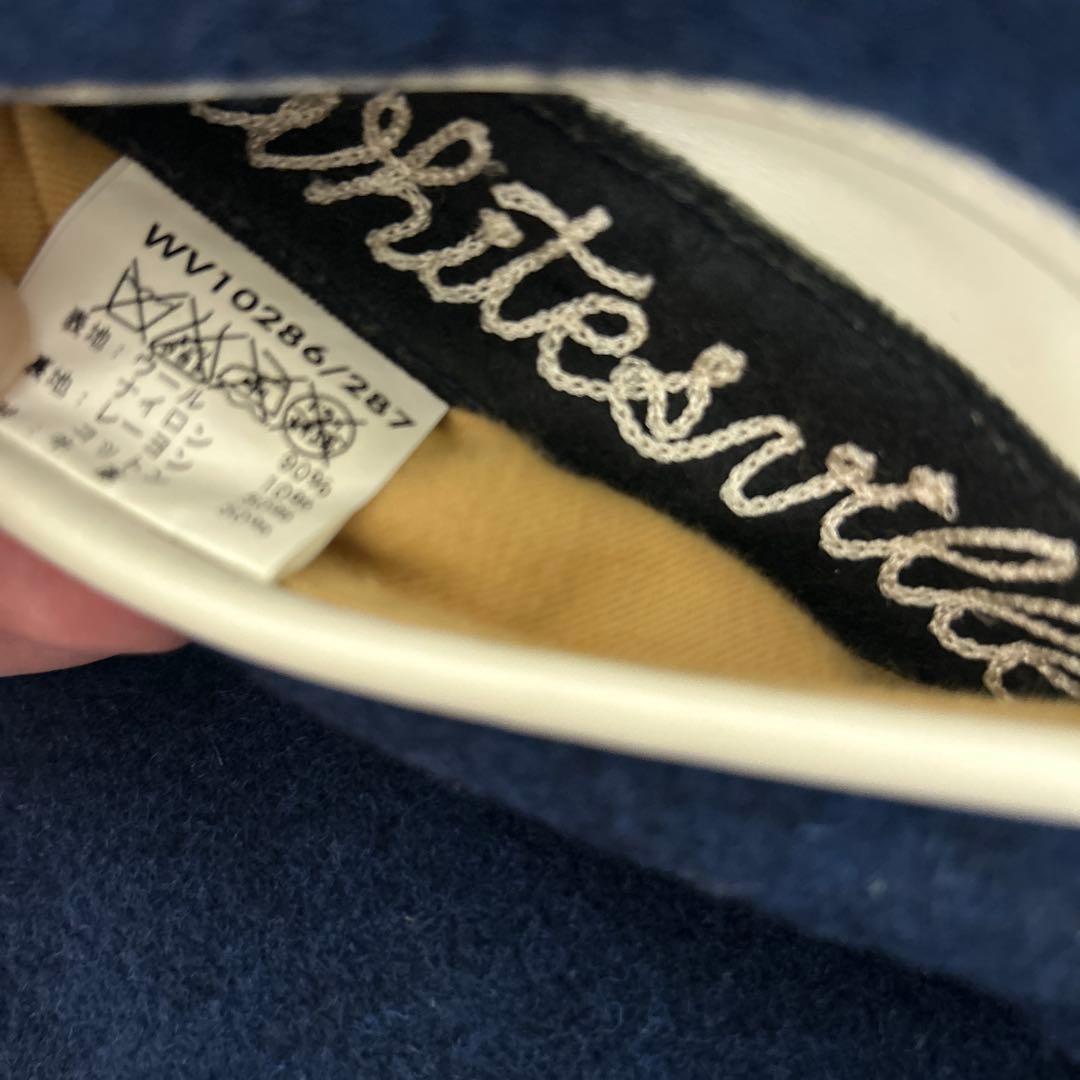 Whitesville
WV10286/287
表地：ウール 90%
ナイロン 10%
裏地：レーヨン
コットン